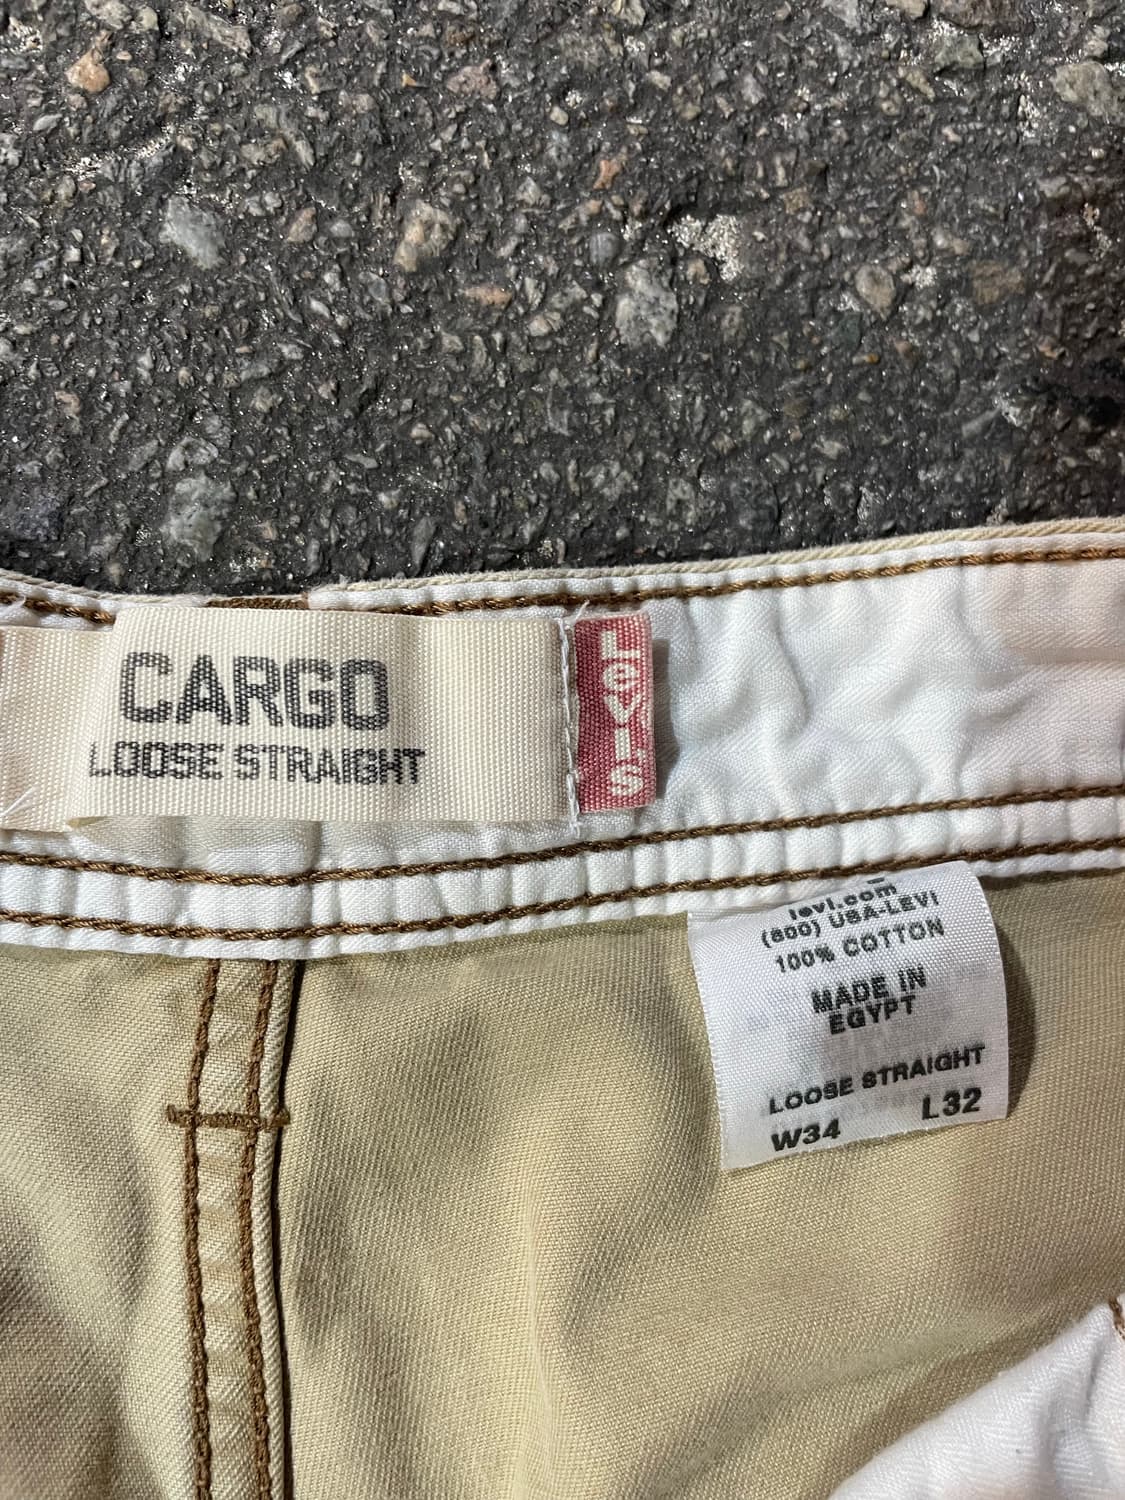 CARGO
LOOSE STRAIGHT
LeVI.S
levi.com
(800) USA-LEVI
100% COTTON
MADE IN
EGYPT
LOOSE STRAIGHT
W34 L32